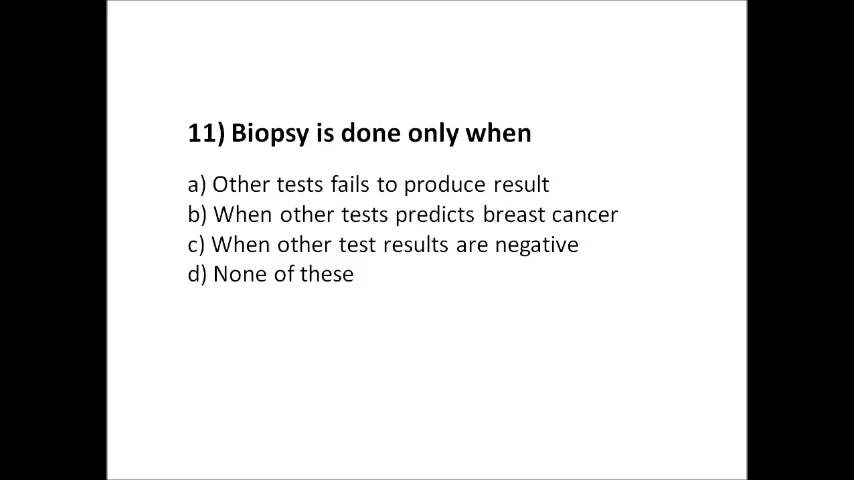 11) Biopsy is done only when
a) Other tests fails to produce result
b) When other tests predicts breast cancer
c) When other test results are negative
d) None of these